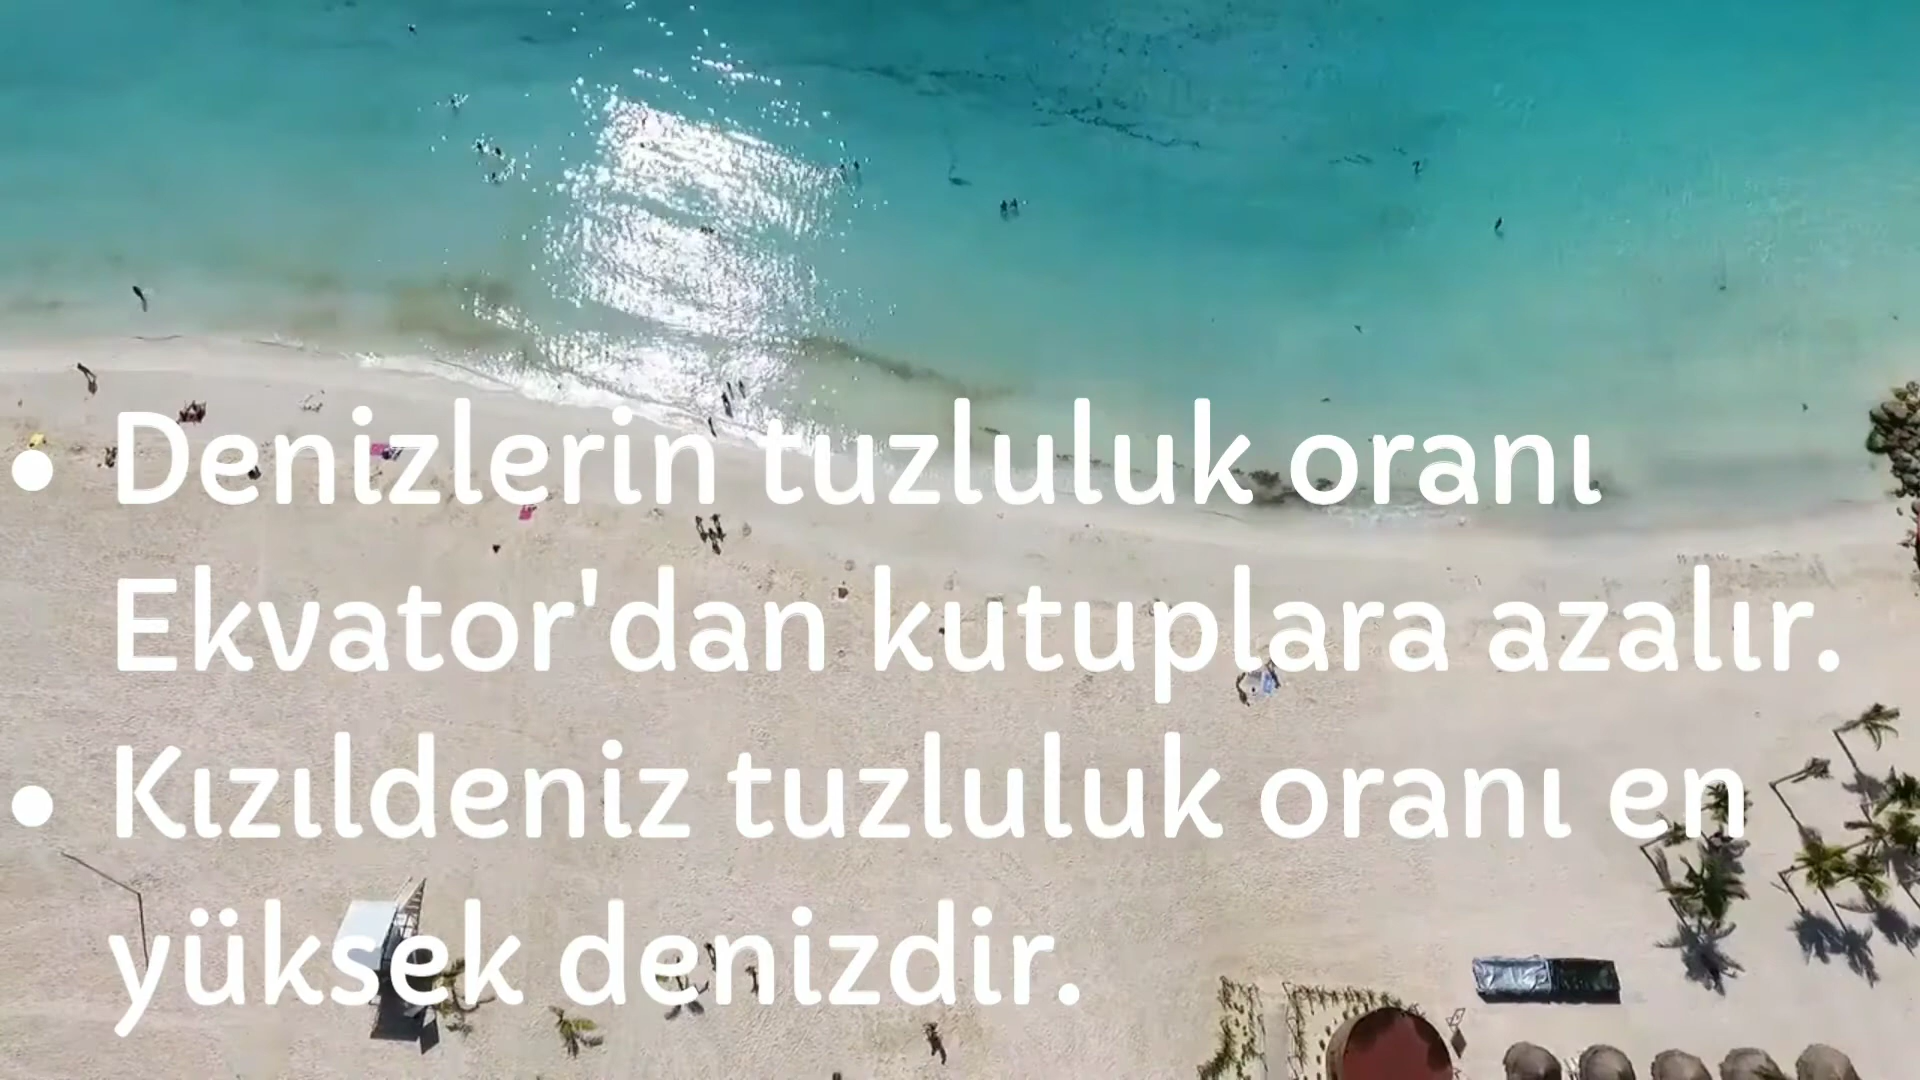 • Denizlerin tuzluluk oranı
Ekvator'dan kutuplara azalır.
• Kızıldeniz tuzluluk oranı en
yüksek denizdir.